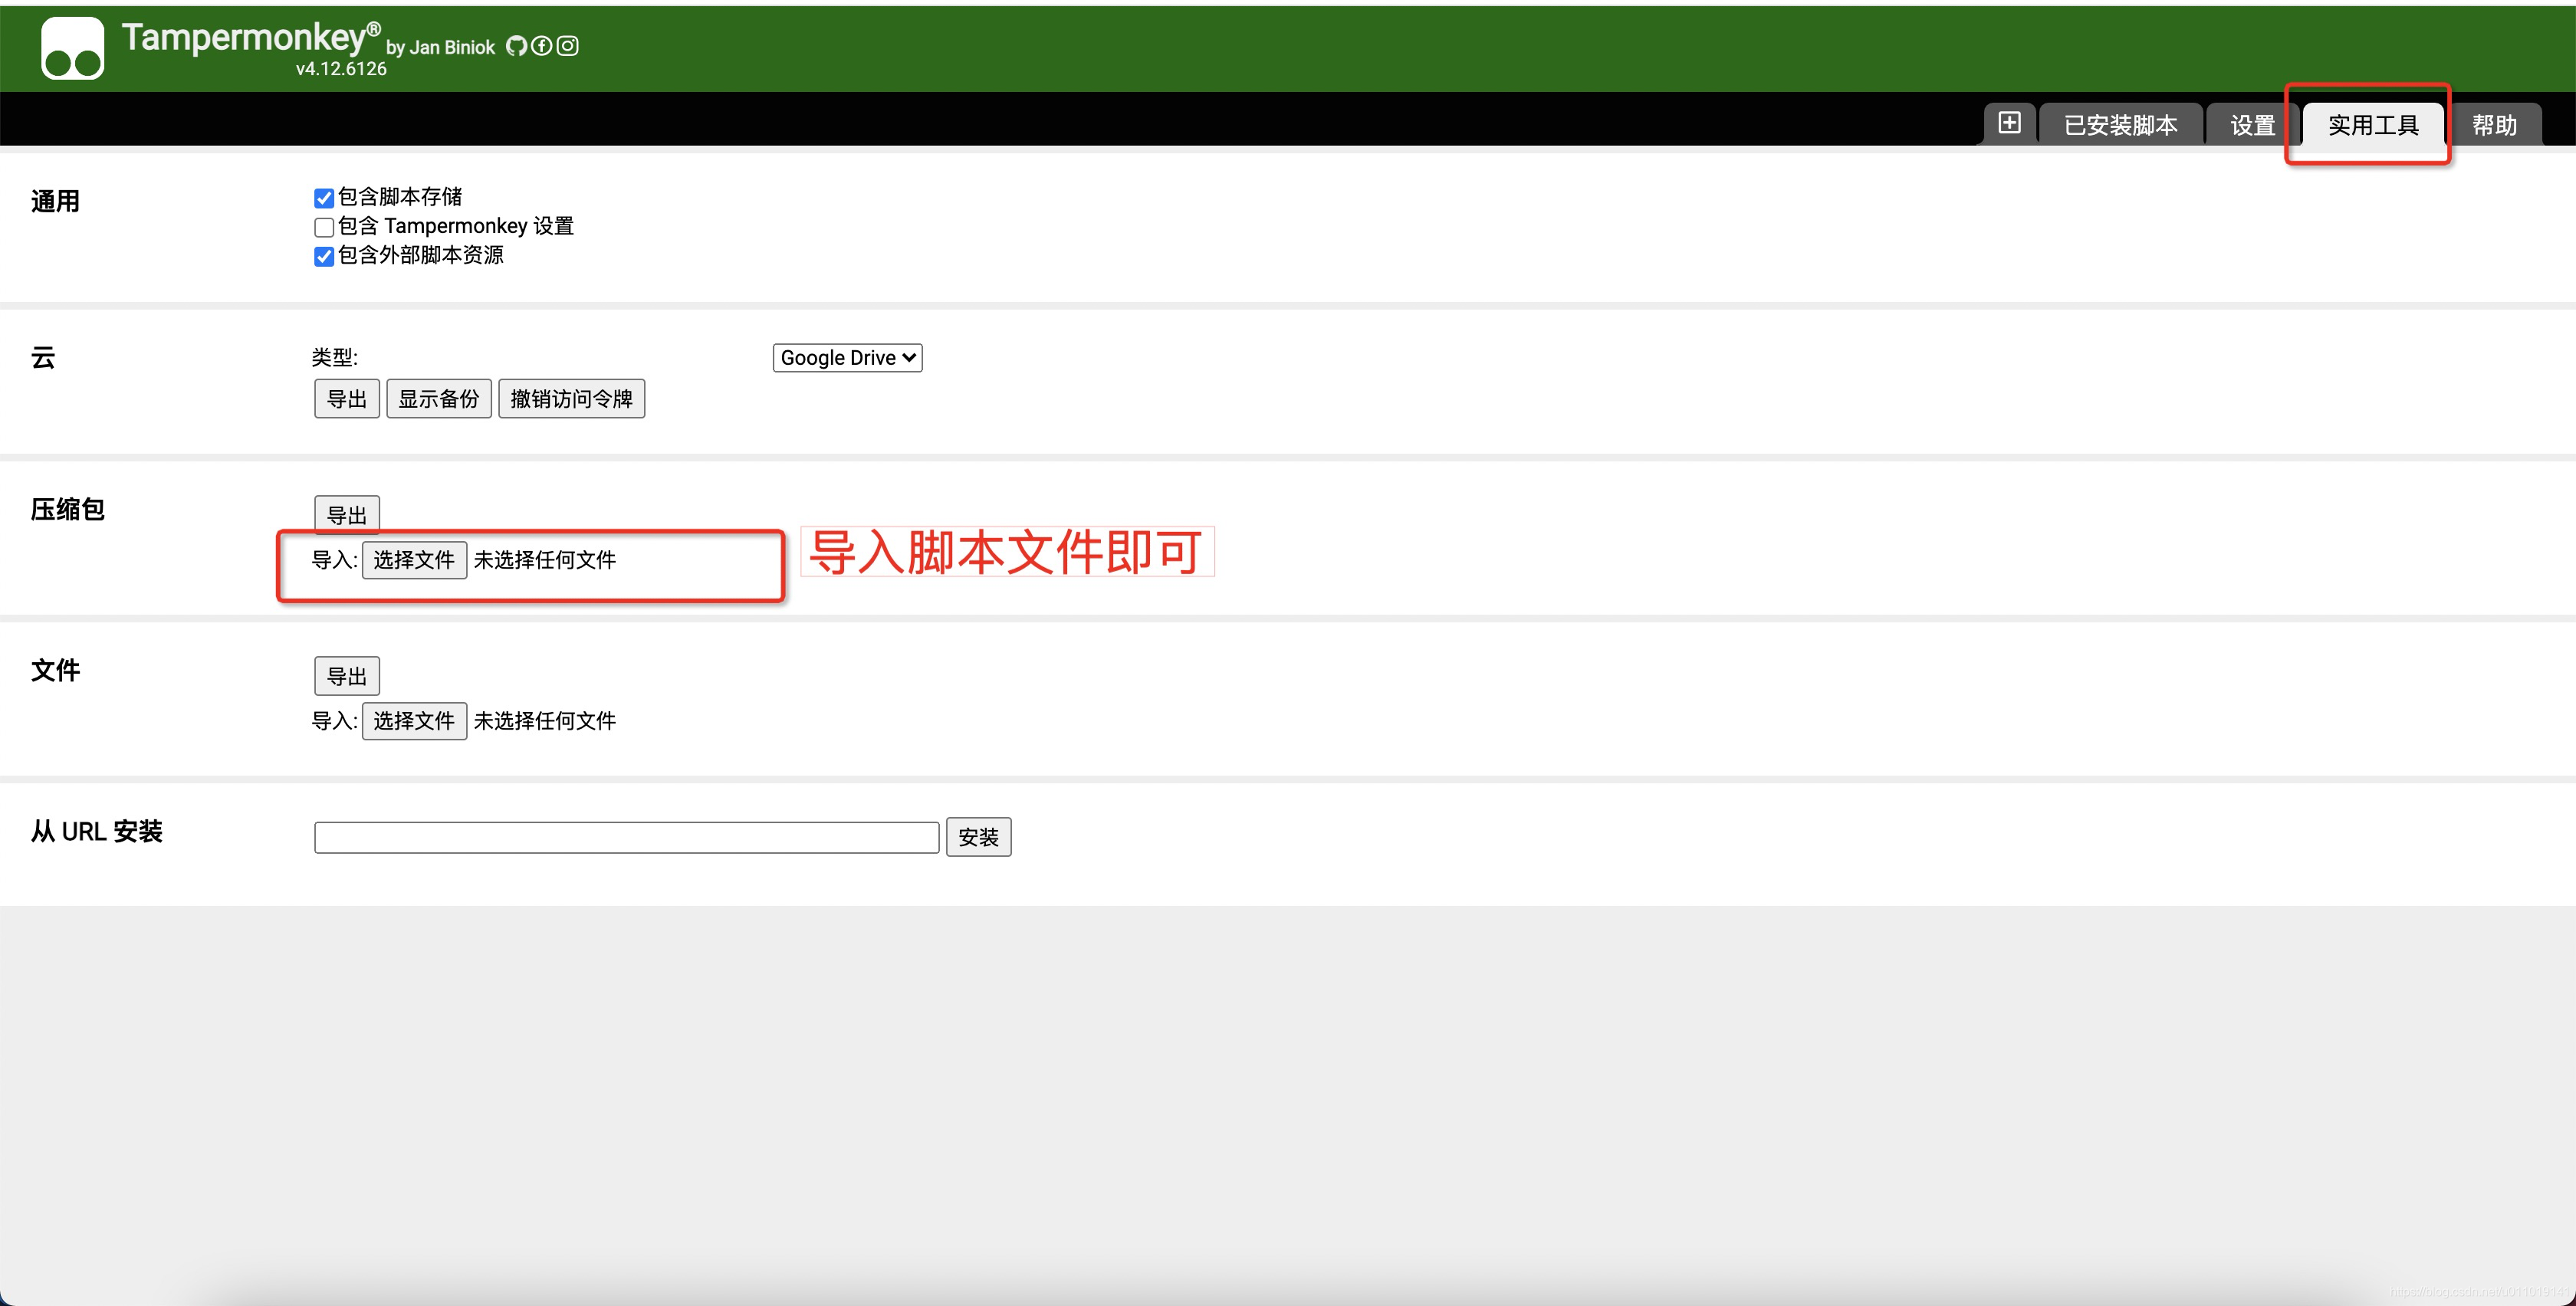 Tampermonkey® by Jan Biniok
v4.12.6126
已安装脚本 设置 实用工具 帮助
通用
包含脚本存储
包含 Tampermonkey 设置
包含外部脚本资源
云
类型: Google Drive
导出 显示备份 撤销访问令牌
压缩包
导出
导入: 选择文件 未选择任何文件
导入脚本文件即可
文件
导出
导入: 选择文件 未选择任何文件
从 URL 安装
安装